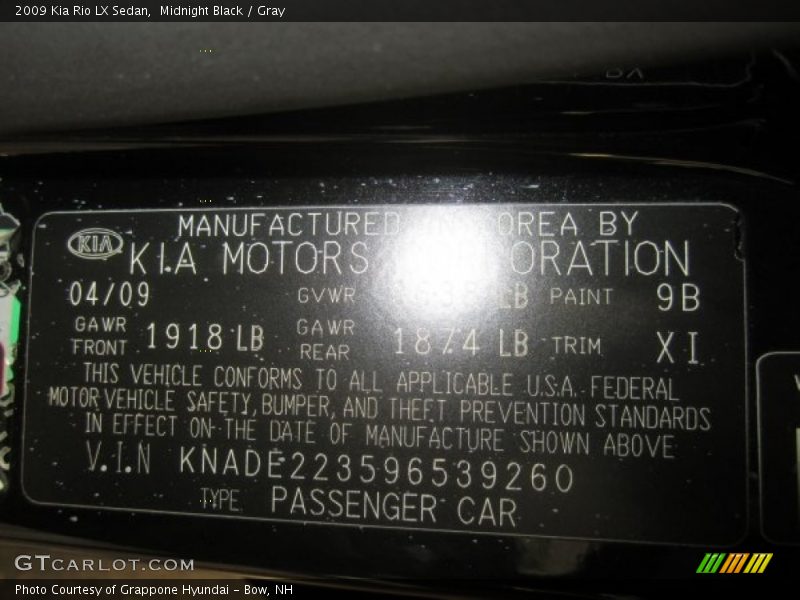 2009 Kia Rio LX Sedan,  Midnight Black / Gray
MANUFACTURED IN KOREA BY
KIA KIA MOTORS CORPORATION
04/09 GVWR LB PAINT 9B
GAWR FRONT 1918 LB GAWR REAR 1874 LB TRIM XI
THIS VEHICLE CONFORMS TO ALL APPLICABLE U.S.A. FEDERAL
MOTOR VEHICLE SAFETY, BUMPER, AND THEFT PREVENTION STANDARDS
IN EFFECT ON THE DATE OF MANUFACTURE SHOWN ABOVE
V.I.N KNADE223596539260
TYPE PASSENGER CAR
GTCARLOT.COM
Photo Courtesy of Grappone Hyundai - Bow, NH